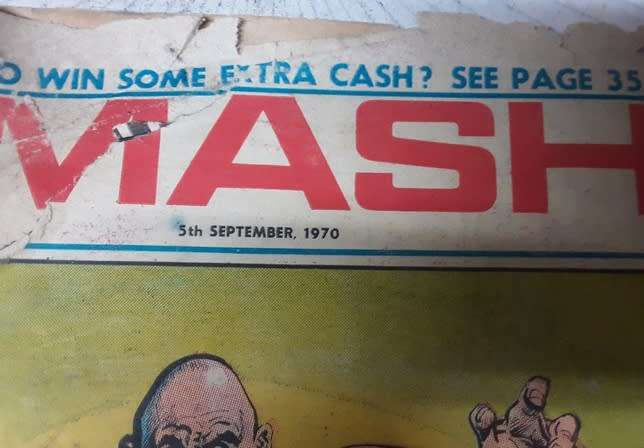 O WIN SOME EXTRA CASH? SEE PAGE 35
MASH
5th SEPTEMBER, 1970